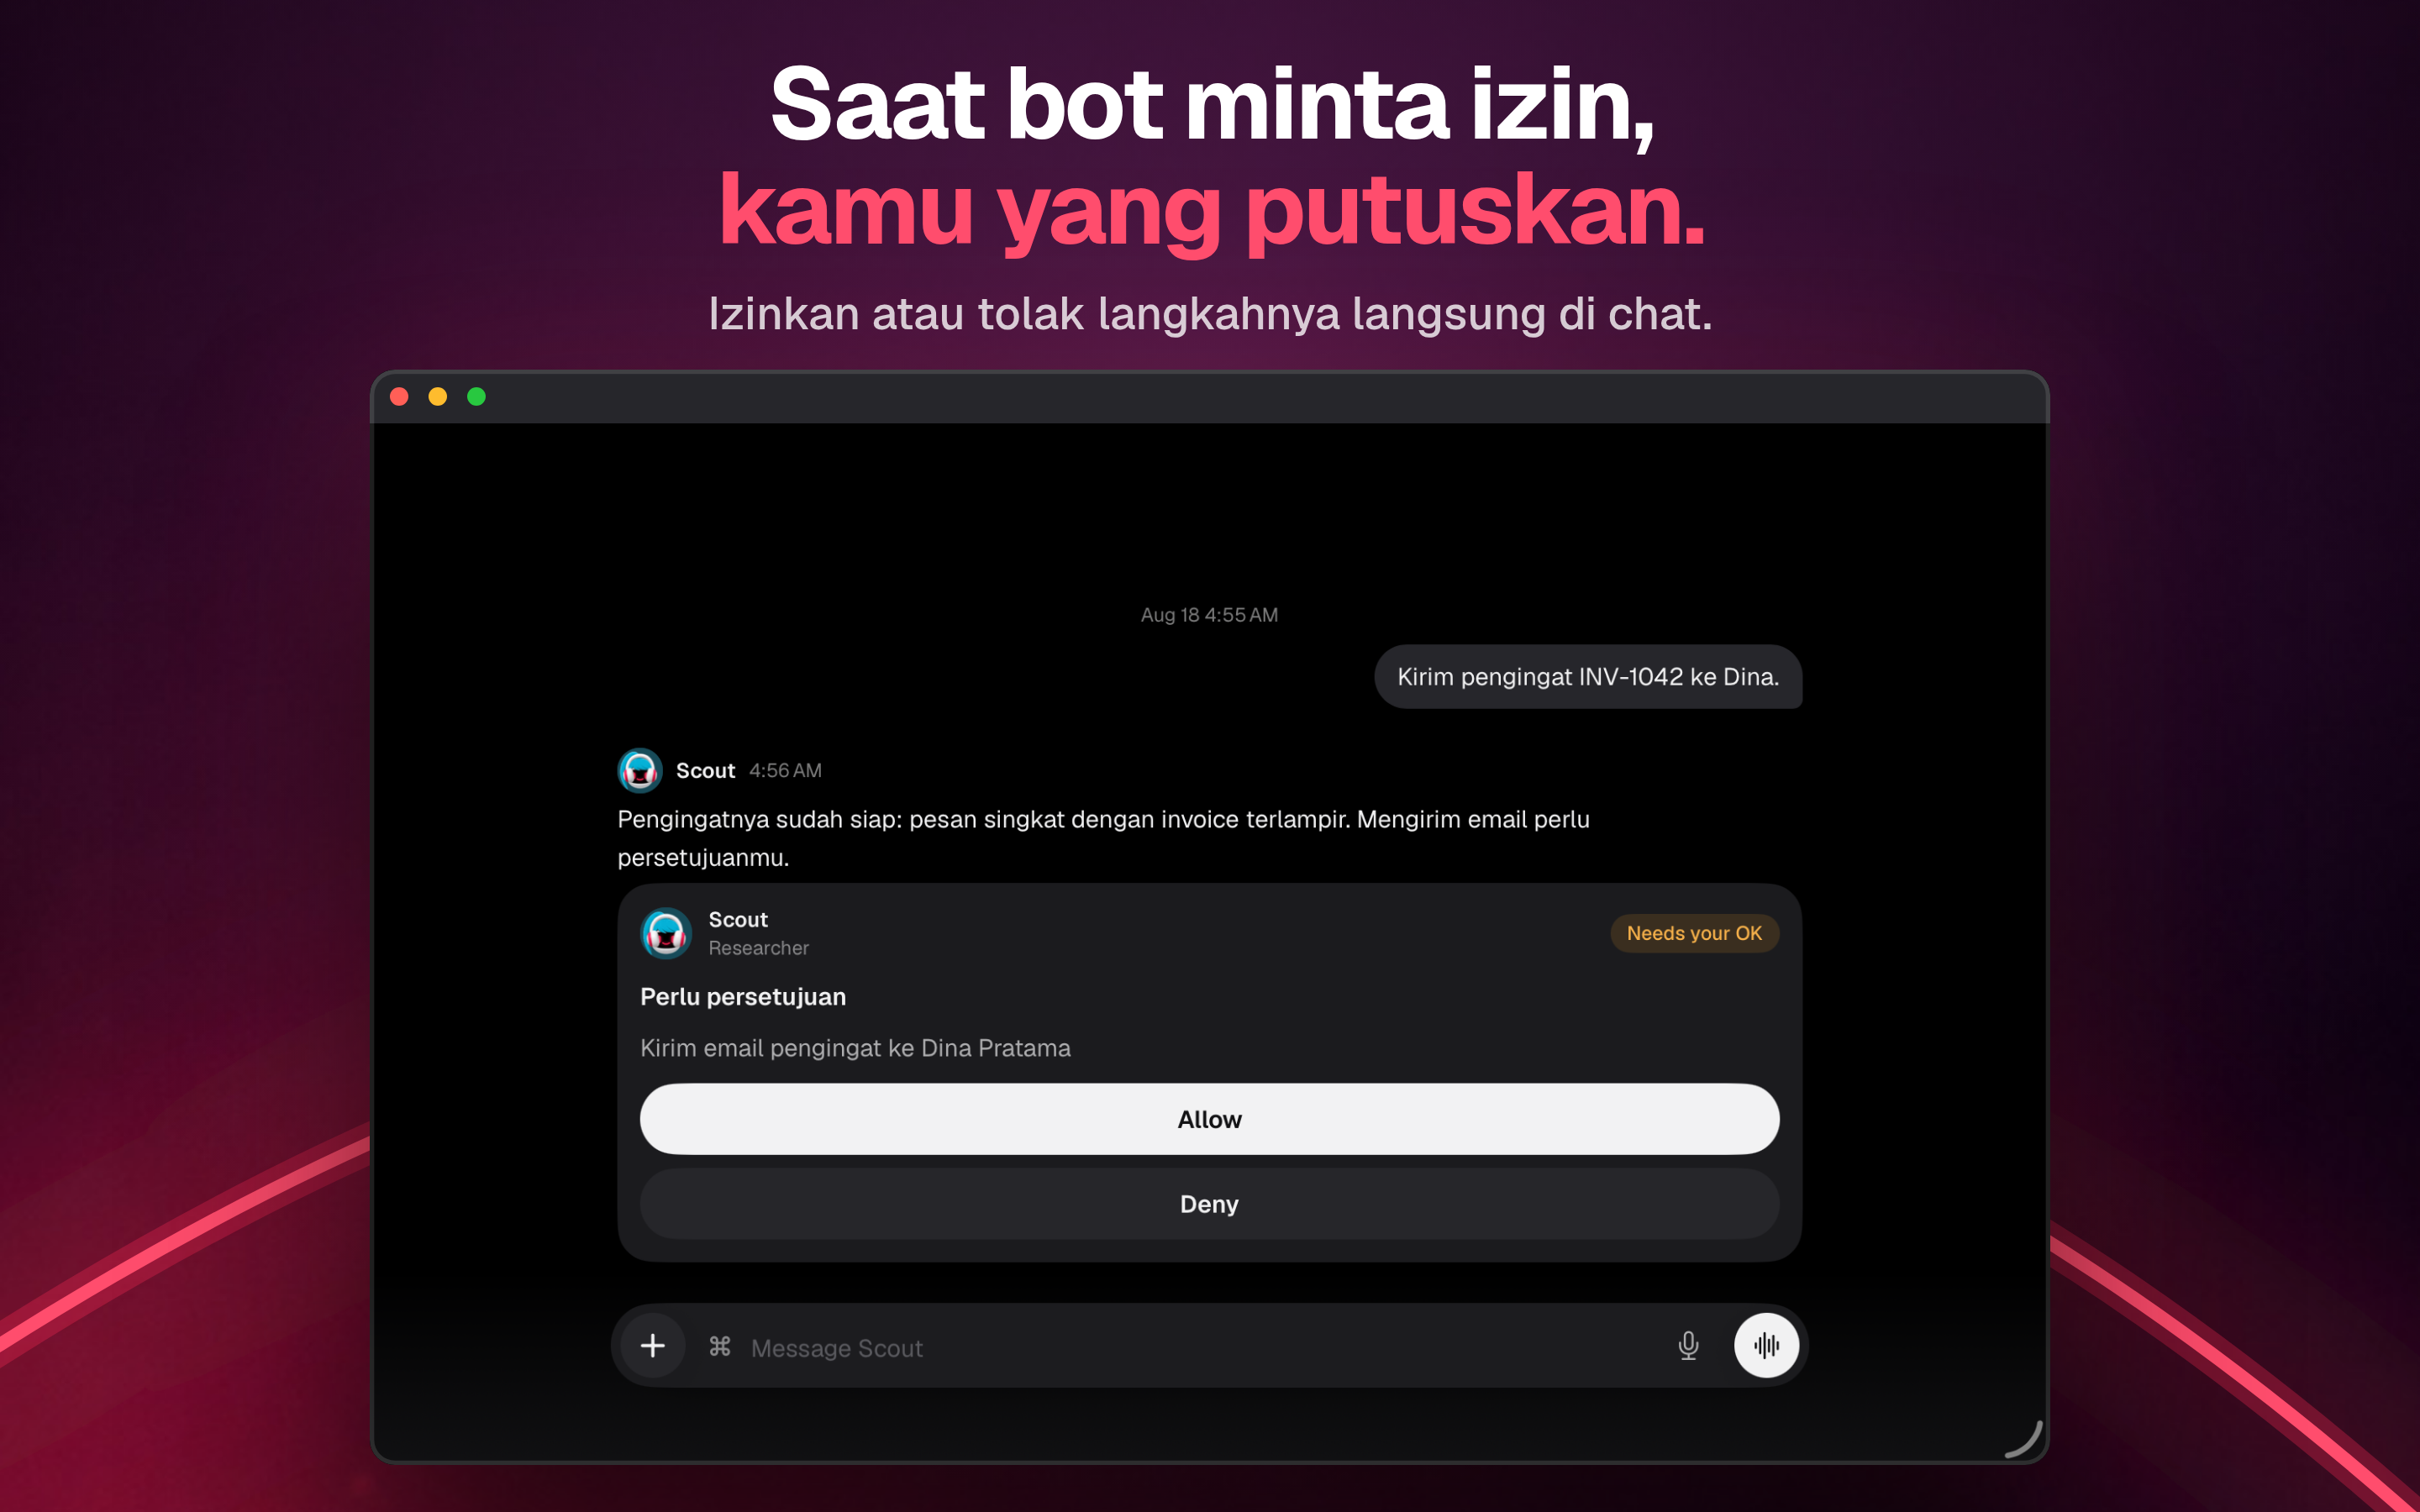 Saat bot minta izin,
kamu yang putuskan.
Izinkan atau tolak langkahnya langsung di chat.
Aug 18 4:55 AM
Kirim pengingat INV-1042 ke Dina.
Scout 4:56 AM
Pengingatnya sudah siap: pesan singkat dengan invoice terlampir. Mengirim email perlu
persetujuanmu.
Scout
Researcher
Needs your OK
Perlu persetujuan
Kirim email pengingat ke Dina Pratama
Allow
Deny
⌘ Message Scout